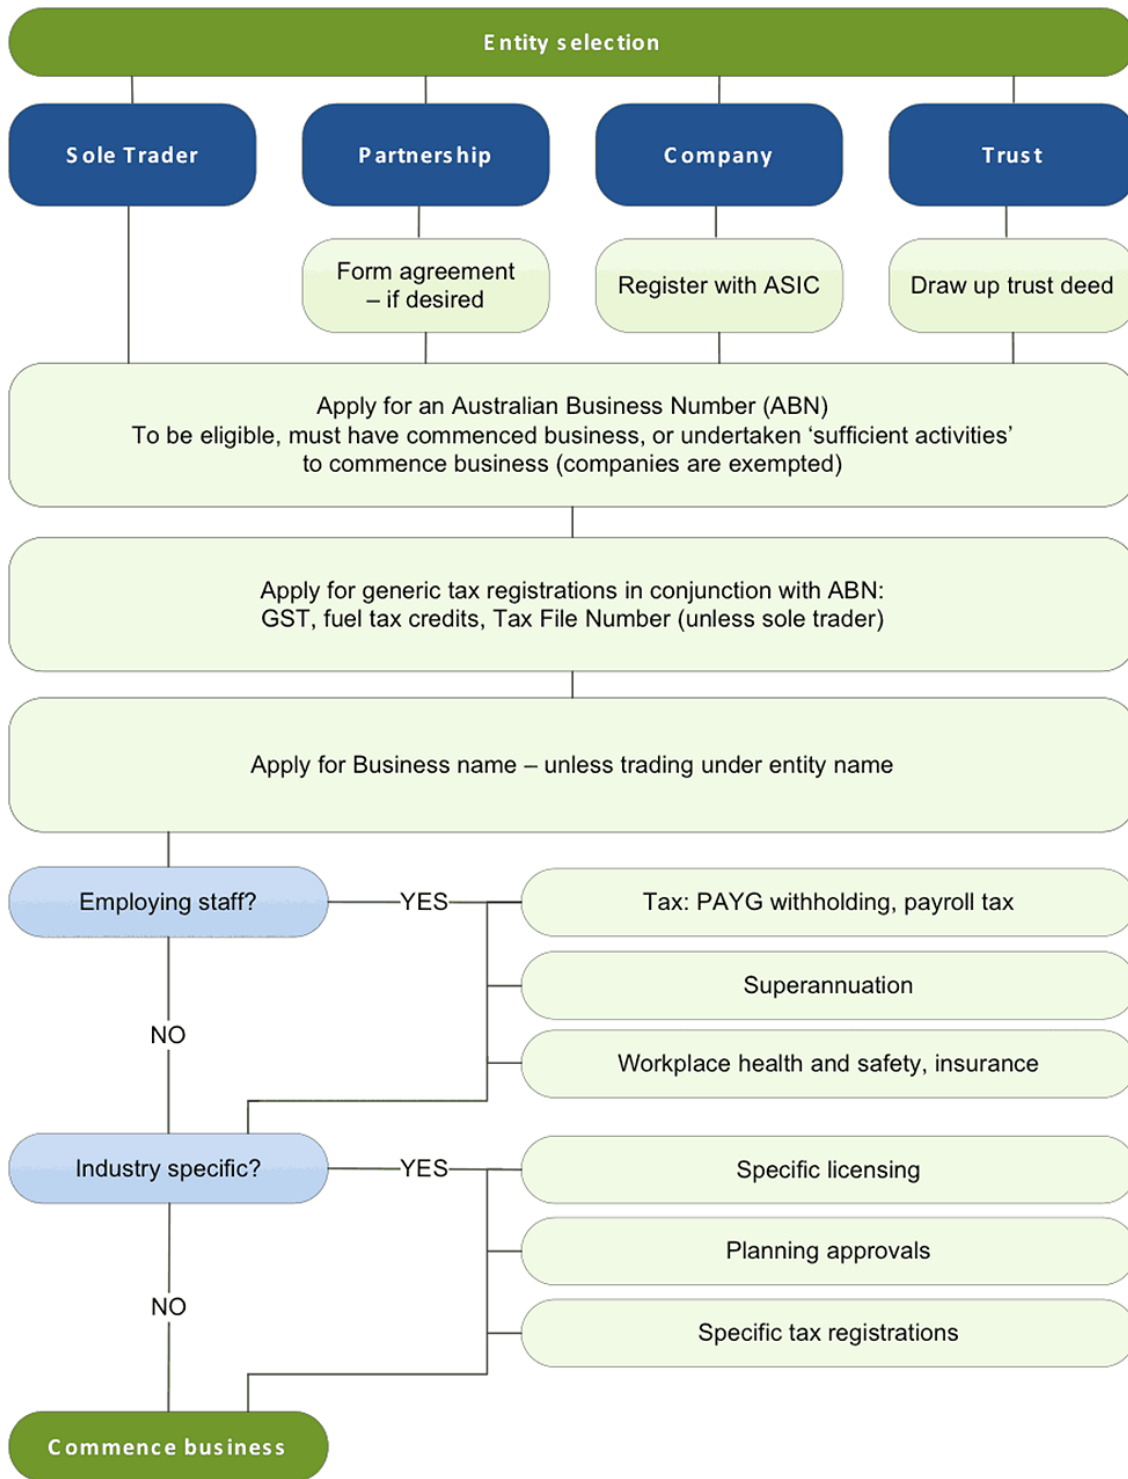 Entity selection
Sole Trader
Partnership
Company
Trust
Form agreement
– if desired
Register with ASIC
Draw up trust deed
Apply for an Australian Business Number (ABN)
To be eligible, must have commenced business, or undertaken ‘sufficient activities’
to commence business (companies are exempted)
Apply for generic tax registrations in conjunction with ABN:
GST, fuel tax credits, Tax File Number (unless sole trader)
Apply for Business name – unless trading under entity name
Employing staff?
YES
Tax: PAYG withholding, payroll tax
Superannuation
NO
Workplace health and safety, insurance
Industry specific?
YES
Specific licensing
Planning approvals
NO
Specific tax registrations
Commence business